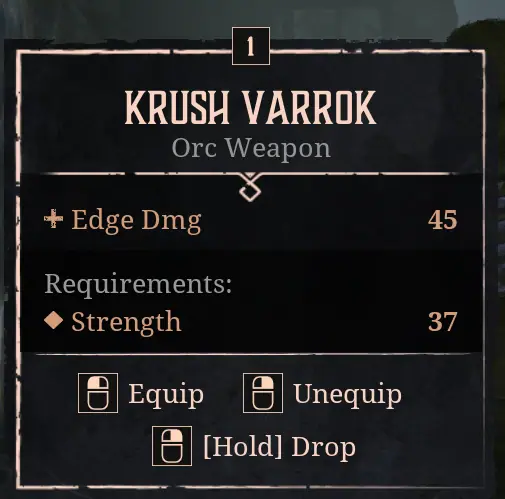 1
KRUSH VARROK
Orc Weapon
Edge Dmg 45
Requirements:
Strength 37
Equip Unequip
[Hold] Drop